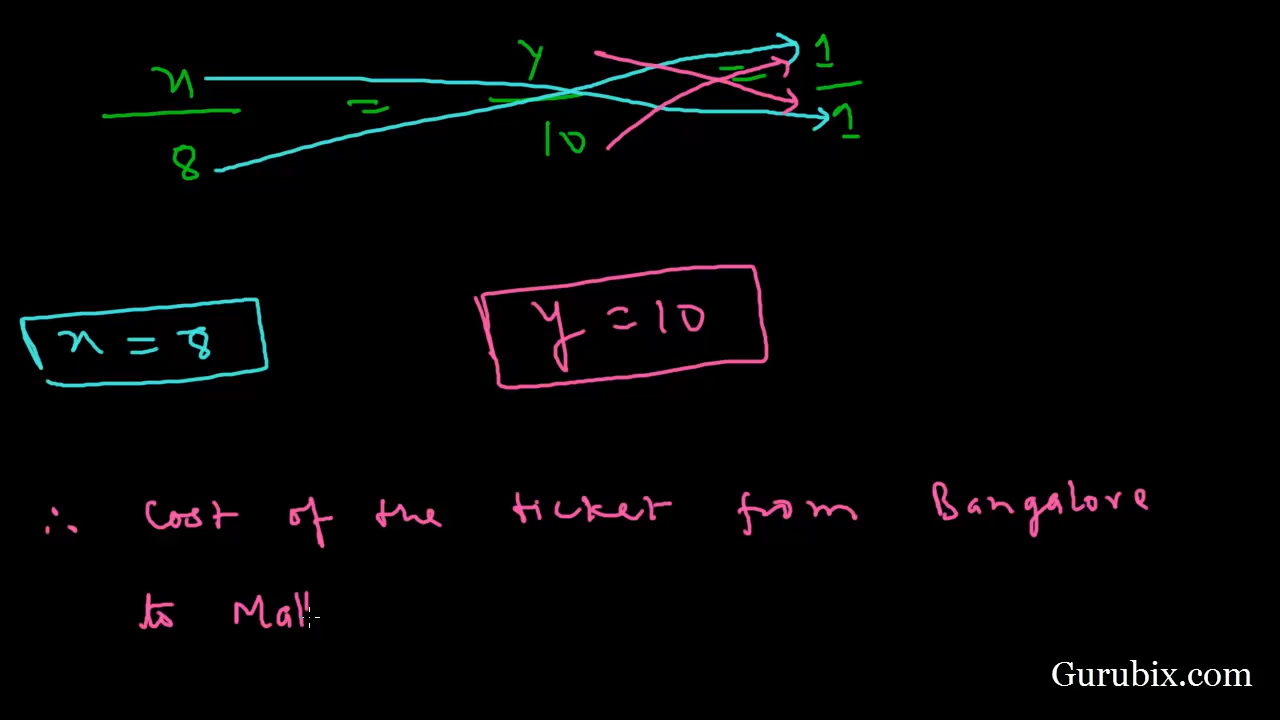 x/8 = y/10 = 1/1
x = 8
y = 10
∴ Cost of the ticket from Bangalore
to Mall
Gurubix.com